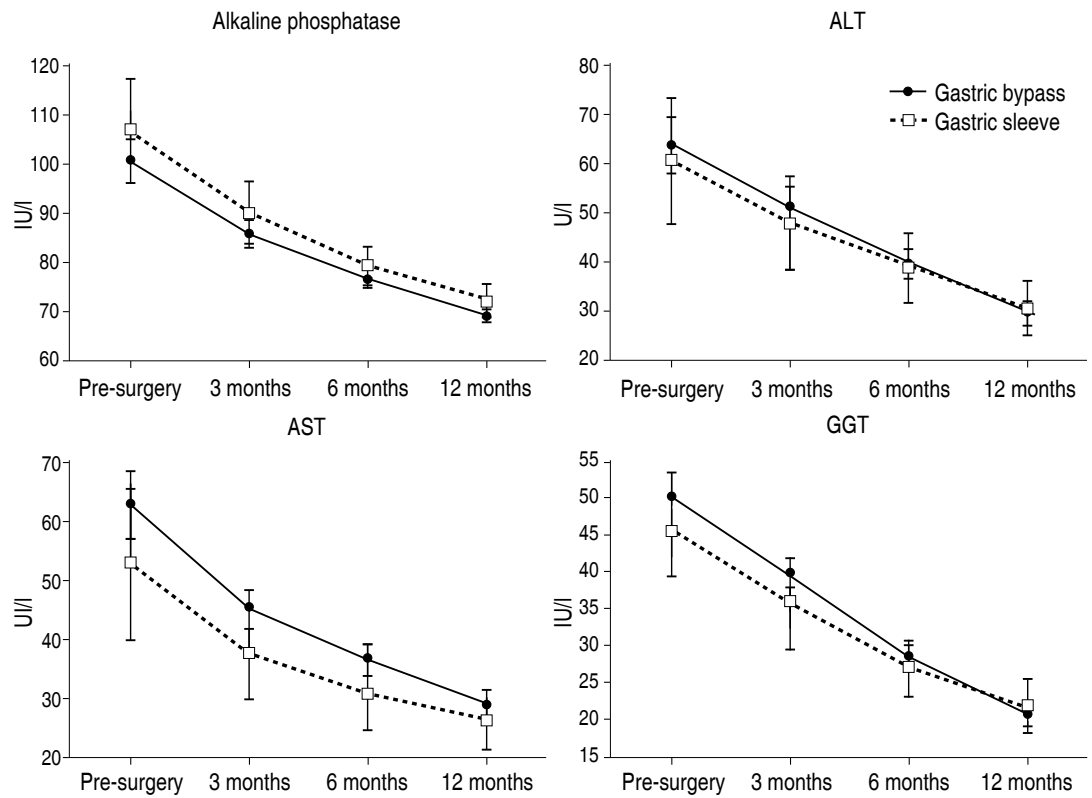 Alkaline phosphatase
120
110
100
90
80
70
60
IU/l
Pre-surgery 3 months 6 months 12 months
ALT
80
70
60
50
40
30
20
U/l
Gastric bypass
Gastric sleeve
Pre-surgery 3 months 6 months 12 months
AST
70
60
50
40
30
20
UI/l
Pre-surgery 3 months 6 months 12 months
GGT
55
50
45
40
35
30
25
20
15
IU/l
Pre-surgery 3 months 6 months 12 months